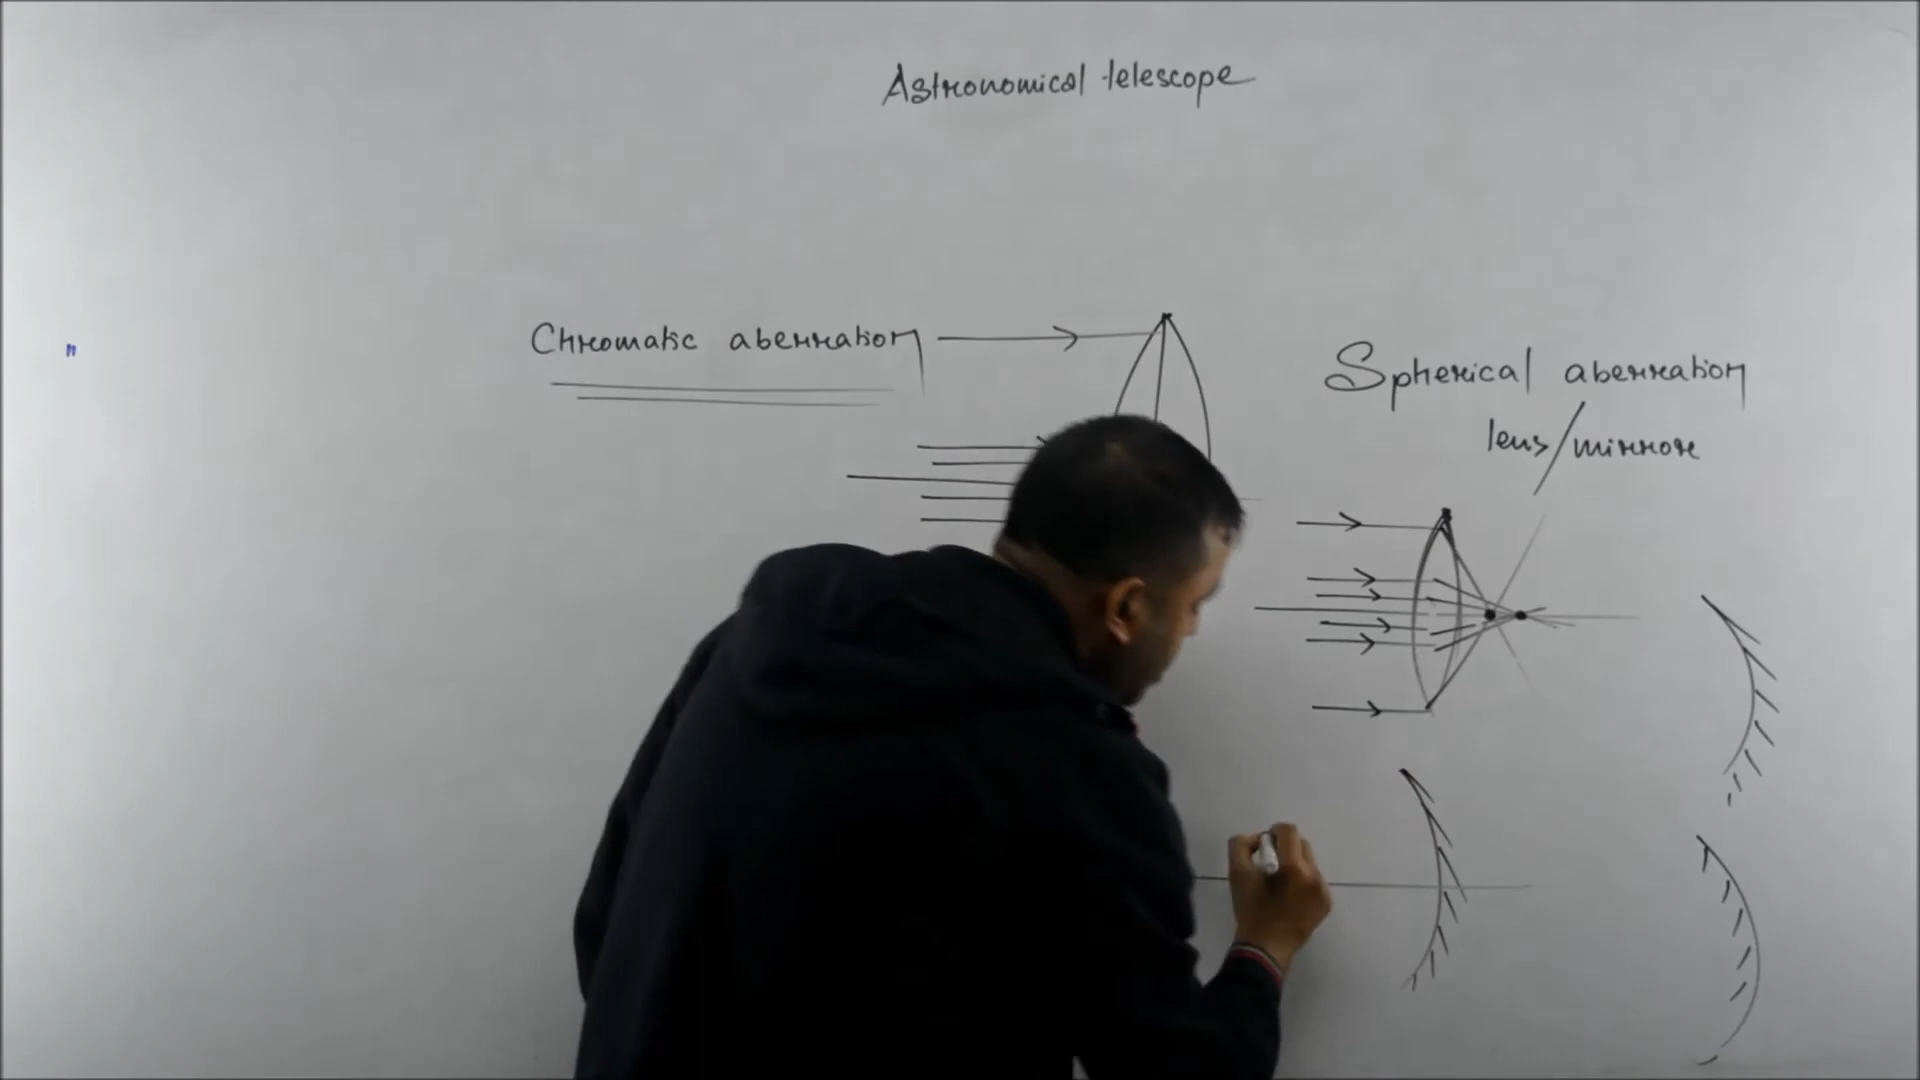 Astronomical telescope
Chromatic aberration
Spherical aberration
lens/mirror